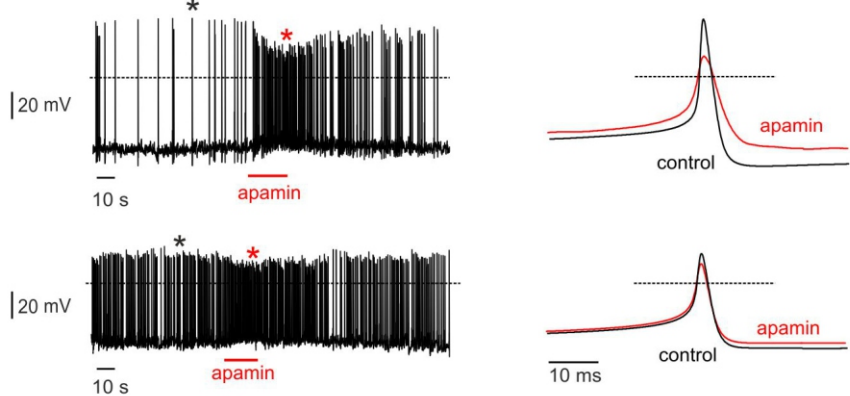 *
*
20 mV
apamin
control
10 s
apamin
*
*
20 mV
apamin
control
10 s
apamin
10 ms